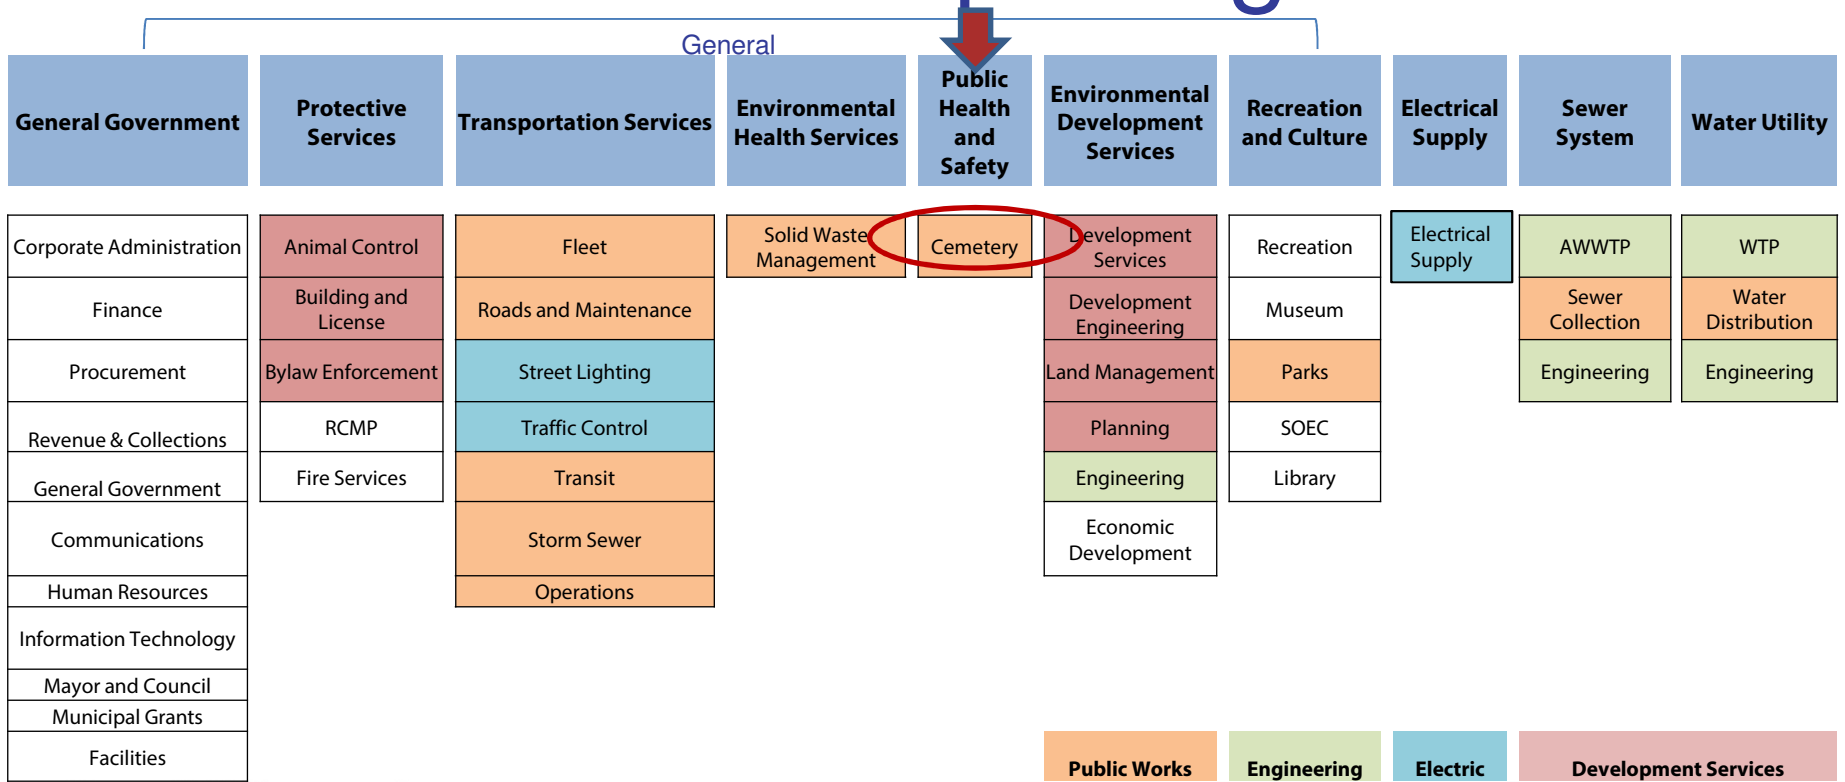 General
General Government
Protective
Services
Transportation Services
Environmental
Health Services
Public
Health
and
Safety
Environmental
Development
Services
Recreation
and Culture
Electrical
Supply
Sewer
System
Water Utility
Corporate Administration
Finance
Procurement
Revenue & Collections
General Government
Communications
Human Resources
Information Technology
Mayor and Council
Municipal Grants
Facilities
Animal Control
Building and
License
Bylaw Enforcement
RCMP
Fire Services
Fleet
Roads and Maintenance
Street Lighting
Traffic Control
Transit
Storm Sewer
Operations
Solid Waste
Management
Cemetery
Development
Services
Development
Engineering
Land Management
Planning
Engineering
Economic
Development
Recreation
Museum
Parks
SOEC
Library
Electrical
Supply
AWWTP
Sewer
Collection
Engineering
WTP
Water
Distribution
Engineering
Public Works
Engineering
Electric
Development Services